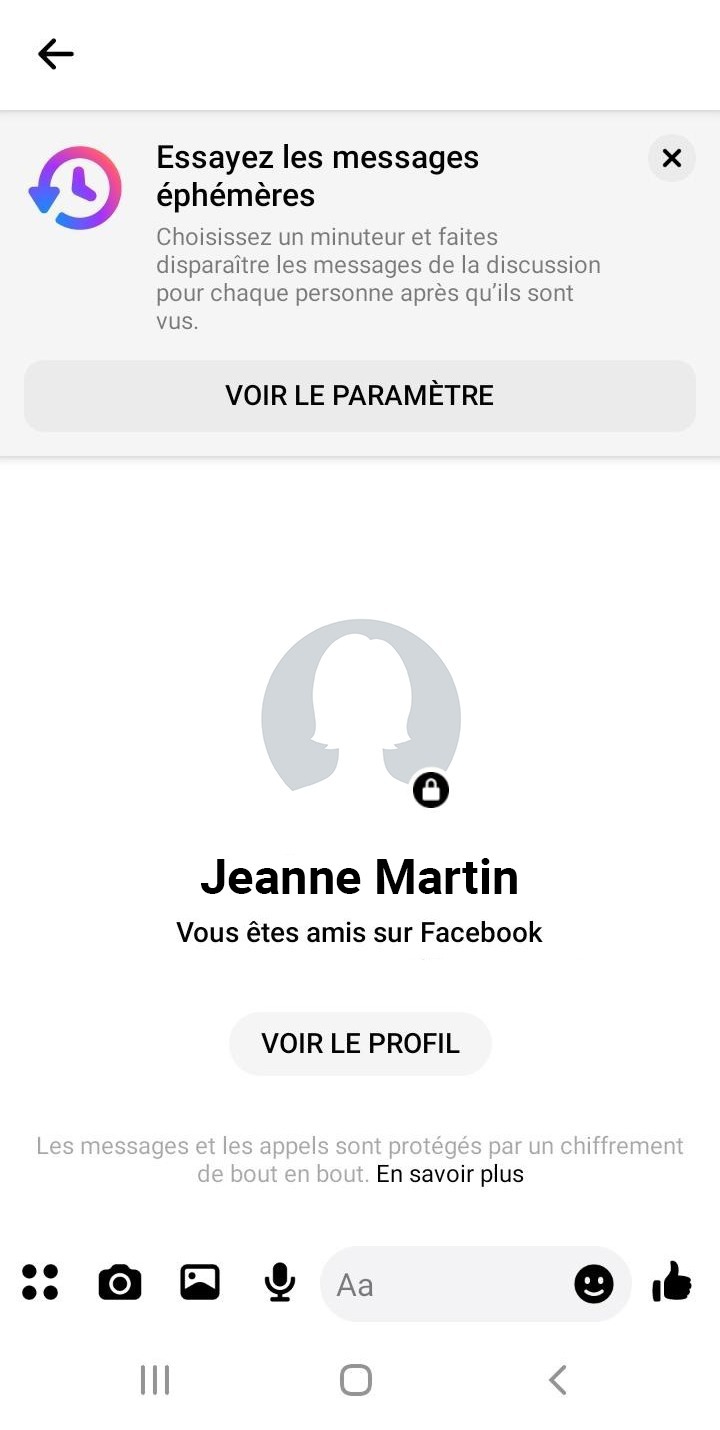 Essayez les messages
éphémères
Choisissez un minuteur et faites
disparaître les messages de la discussion
pour chaque personne après qu’ils sont
vus.
VOIR LE PARAMÈTRE
Jeanne Martin
Vous êtes amis sur Facebook
VOIR LE PROFIL
Les messages et les appels sont protégés par un chiffrement
de bout en bout. En savoir plus
Aa